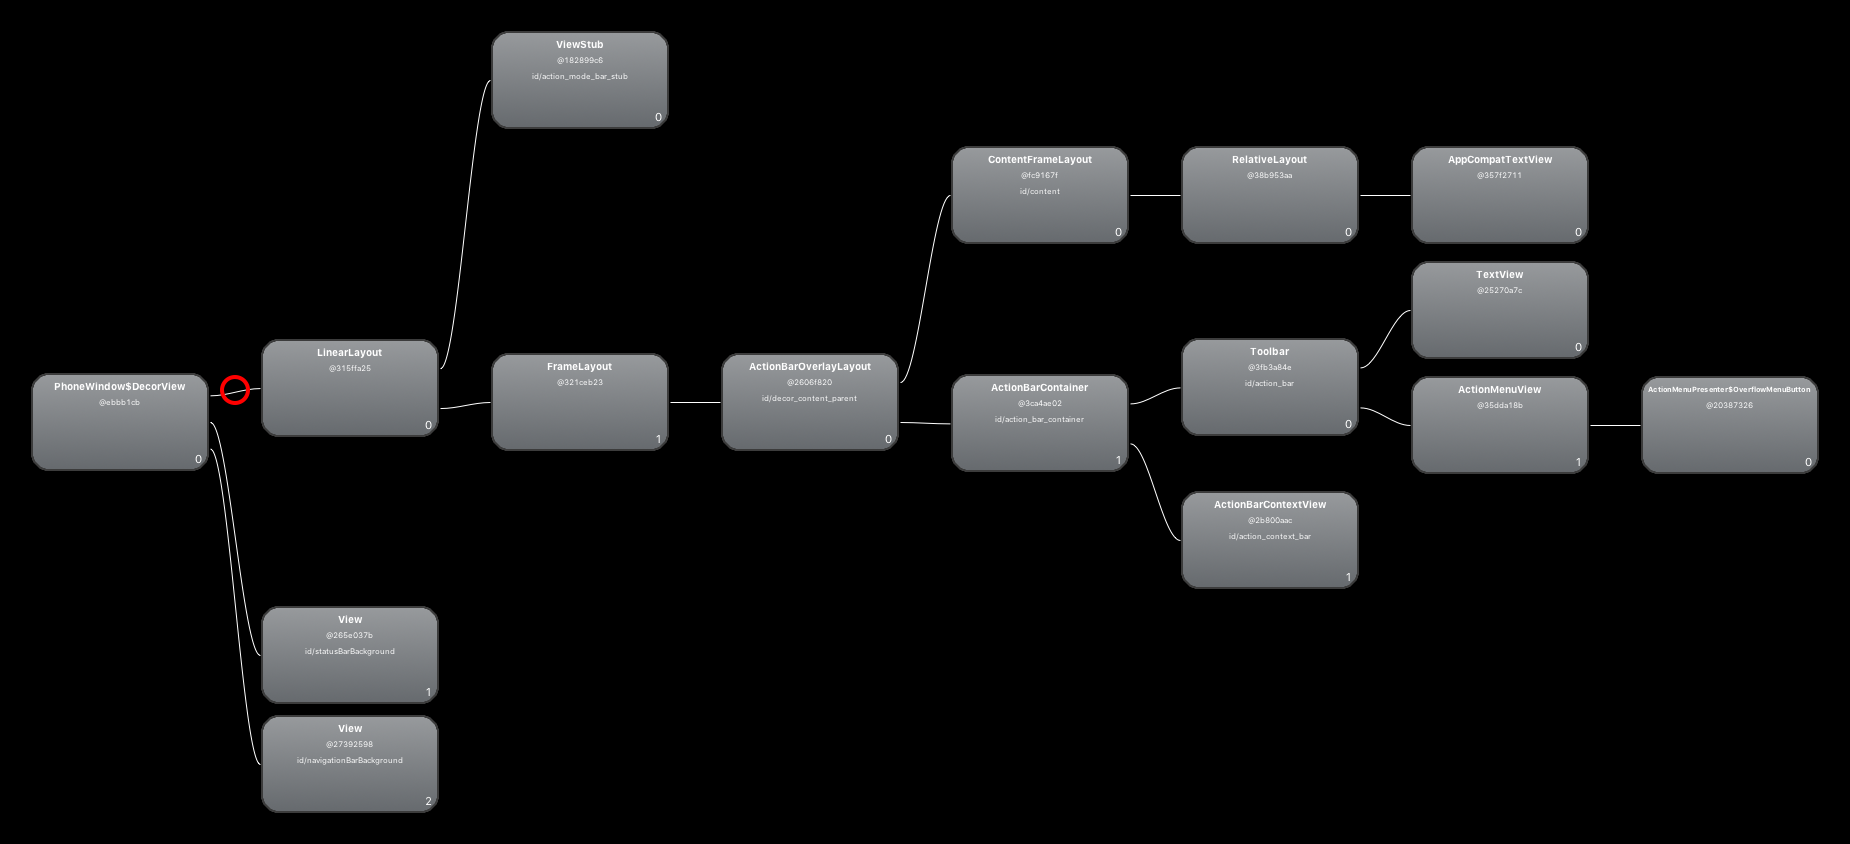 ViewStub
@182899c6
id/action_mode_bar_stub
0
ContentFrameLayout
@fc9167f
id/content
0
RelativeLayout
@38b953aa
0
AppCompatTextView
@357f2711
0
TextView
@25270a7c
0
PhoneWindow$DecorView
@ebbb1cb
0
LinearLayout
@315ffa25
0
FrameLayout
@321ceb23
1
ActionBarOverlayLayout
@2606f820
id/decor_content_parent
0
ActionBarContainer
@3ca4ae02
id/action_bar_container
1
Toolbar
@3fb3a84e
id/action_bar
0
ActionMenuView
@35dda18b
1
ActionMenuPresenter$OverflowMenuButton
@20387326
0
ActionBarContextView
@2b800aac
id/action_context_bar
1
View
@265e037b
id/statusBarBackground
1
View
@27392598
id/navigationBarBackground
2